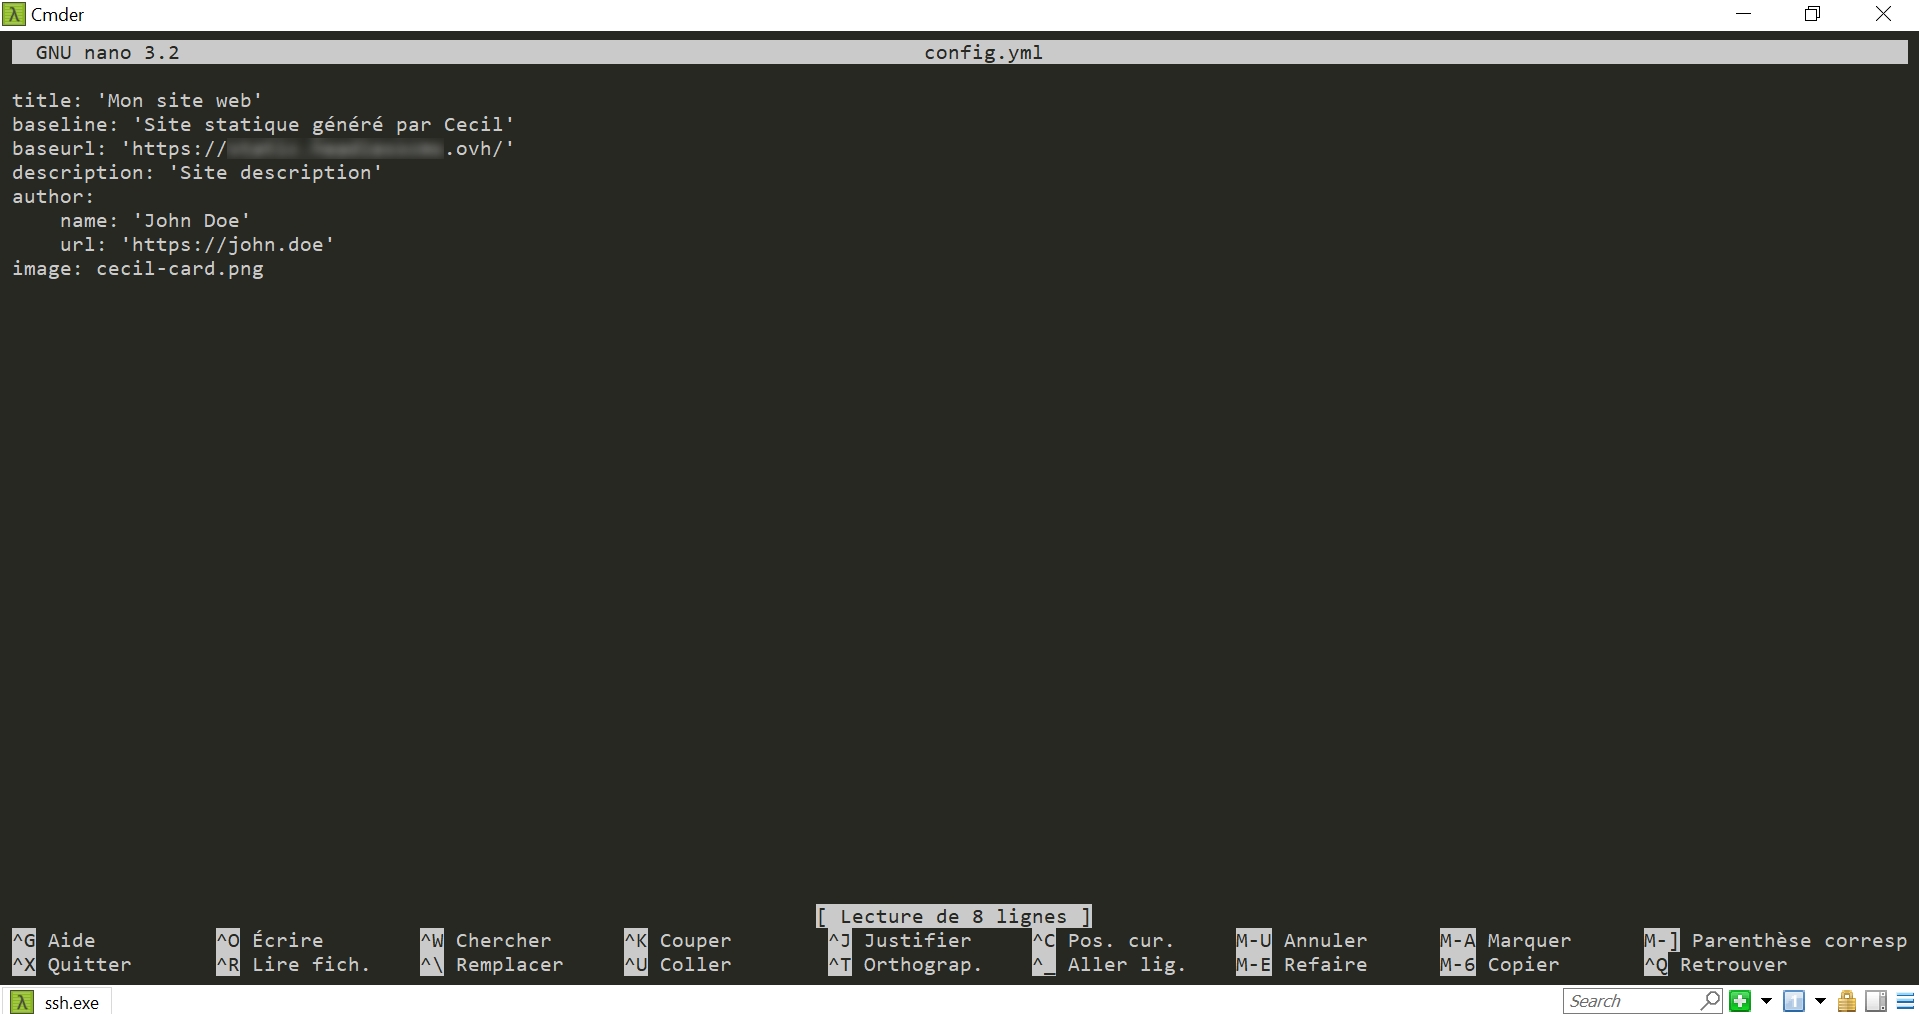 Cmder
GNU nano 3.2 config.yml
title: 'Mon site web'
baseline: 'Site statique généré par Cecil'
baseurl: 'https:// .ovh/'
description: 'Site description'
author:
    name: 'John Doe'
    url: 'https://john.doe'
image: cecil-card.png
[ Lecture de 8 lignes ]
^G Aide ^O Écrire ^W Chercher ^K Couper ^J Justifier ^C Pos. cur. M-U Annuler M-A Marquer M-] Parenthèse corresp
^X Quitter ^R Lire fich. ^\ Remplacer ^U Coller ^T Orthograp. ^_ Aller lig. M-E Refaire M-6 Copier ^Q Retrouver
ssh.exe Search 1